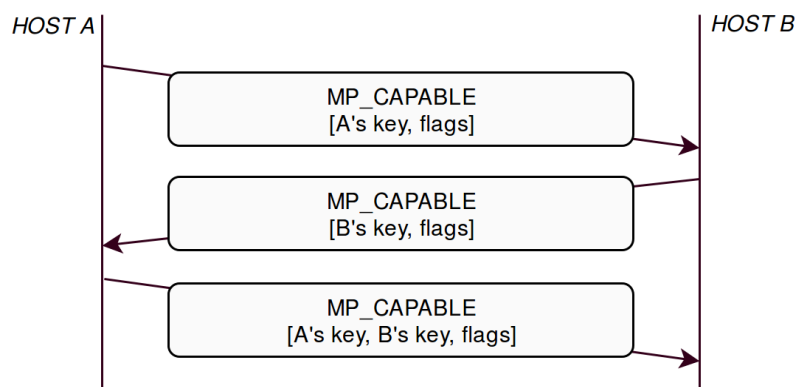 HOST A
HOST B
MP_CAPABLE
[A's key, flags]
MP_CAPABLE
[B's key, flags]
MP_CAPABLE
[A's key, B's key, flags]